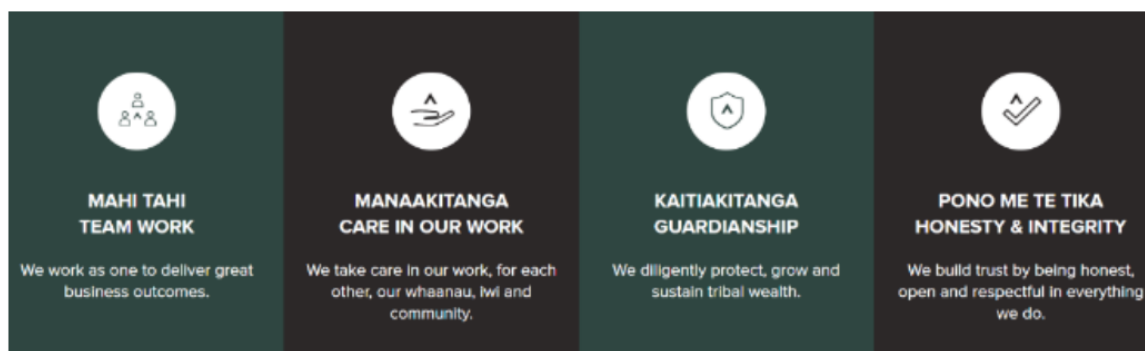 MAHI TAHI
TEAM WORK
We work as one to deliver great
business outcomes.
MANAAKITANGA
CARE IN OUR WORK
We take care in our work, for each
other, our whaanau, iwi and
community.
KAITIAKITANGA
GUARDIANSHIP
We diligently protect, grow and
sustain tribal wealth.
PONO ME TE TIKA
HONESTY & INTEGRITY
We build trust by being honest,
open and respectful in everything
we do.